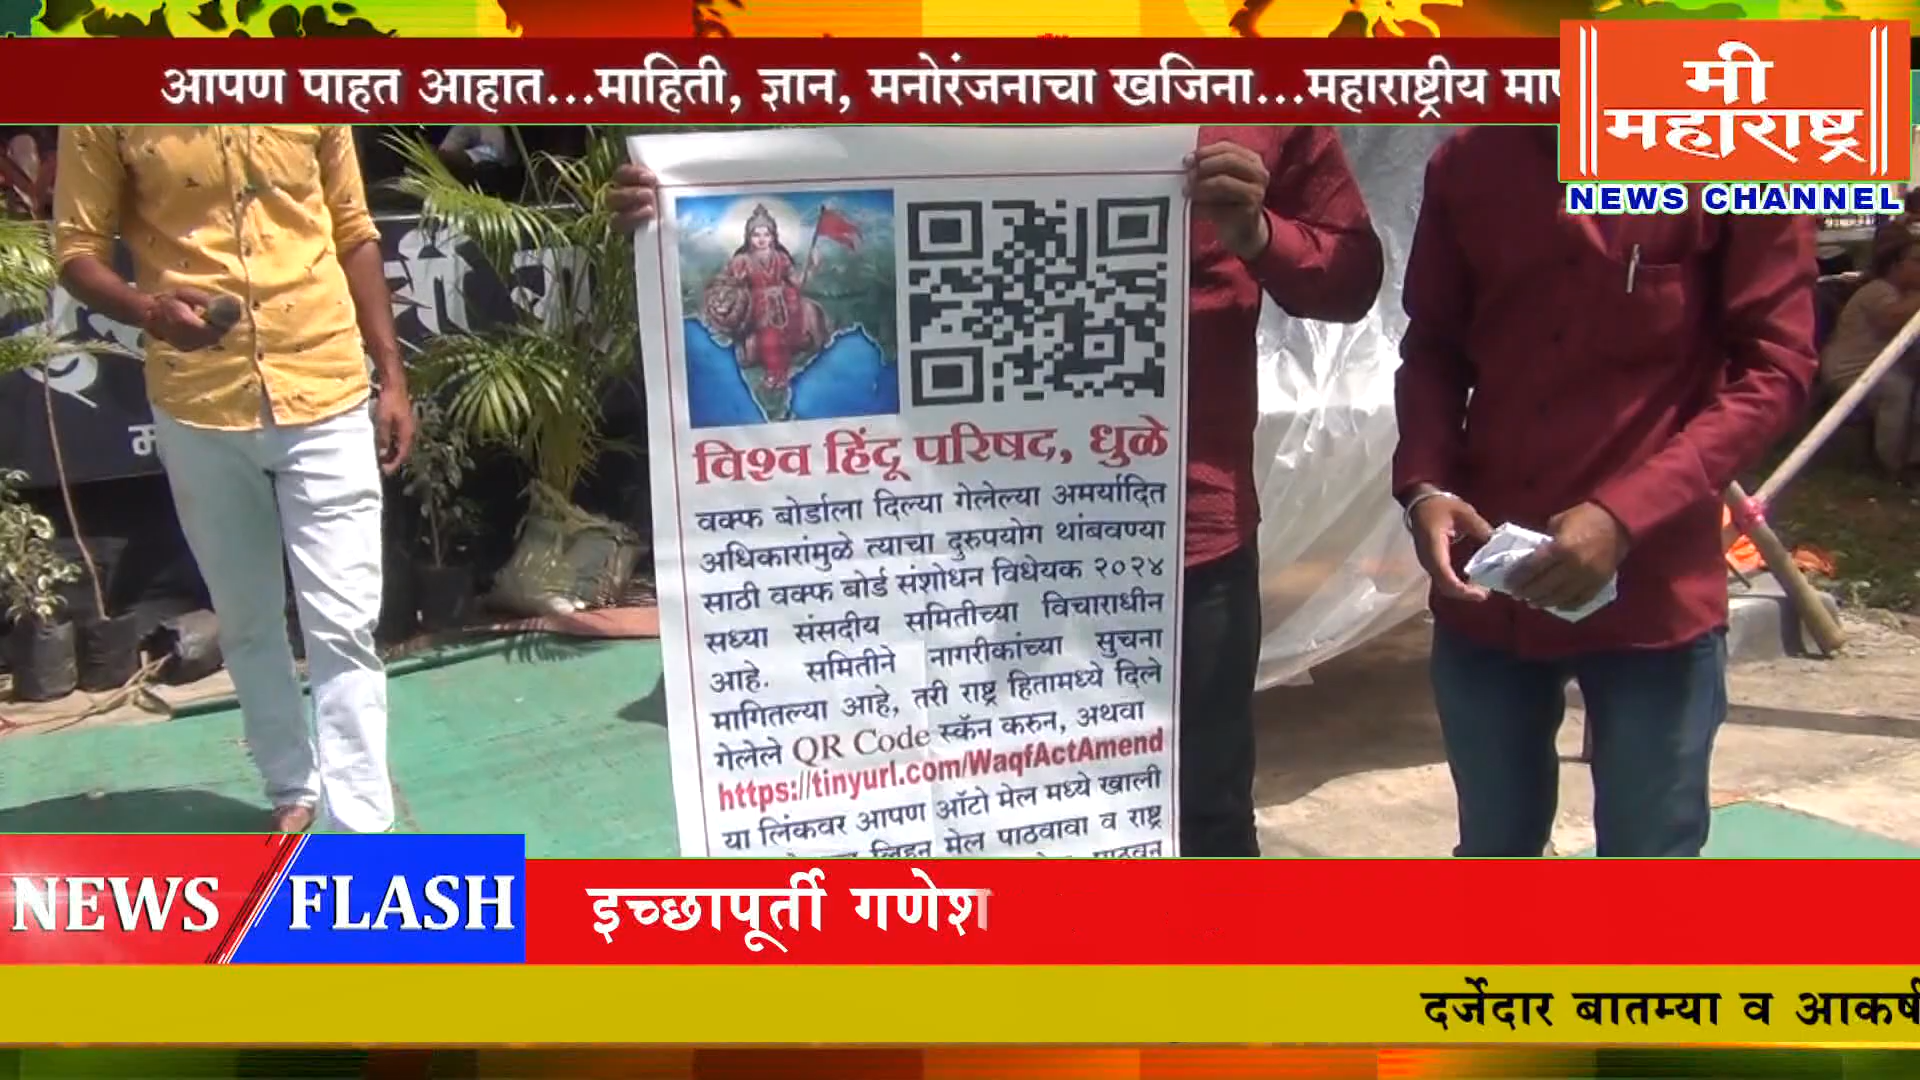 आपण पाहत आहात...माहिती, ज्ञान, मनोरंजनाचा खजिना...महाराष्ट्रीय
मी
महाराष्ट्र
NEWS CHANNEL
विश्व हिंदू परिषद, धुळे
वक्फ बोर्डाला दिल्या गेलेल्या अमर्यादित
अधिकारांमुळे त्याचा दुरुपयोग थांबवण्या
साठी वक्फ बोर्ड संशोधन विधेयक २०२४
सध्या संसदीय समितीच्या विचाराधीन
आहे. समितीने नागरीकांच्या सुचना
मागितल्या आहे, तरी राष्ट्र हितामध्ये दिले
गेलेले QR Code स्कॅन करुन, अथवा
https://tinyurl.com/WaqfActAmend
या लिंकवर आपण ऑटो मेल मध्ये खाली
लिहून मेल पाठवावा व राष्ट्र
NEWS FLASH
इच्छापूर्ती गणेश
दर्जेदार बातम्या व